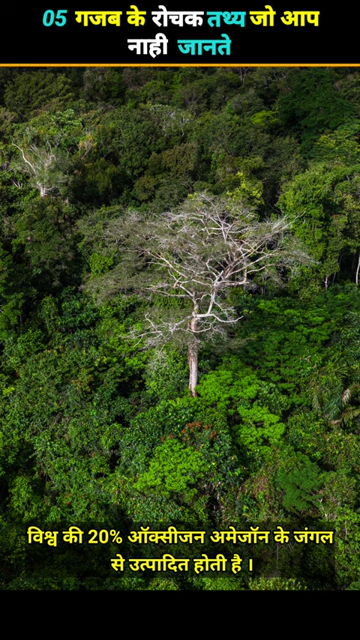 05 गजब के रोचक तथ्य जो आप
नाही जानते
विश्व की 20% ऑक्सीजन अमेजॉन के जंगल
से उत्पादित होती है ।